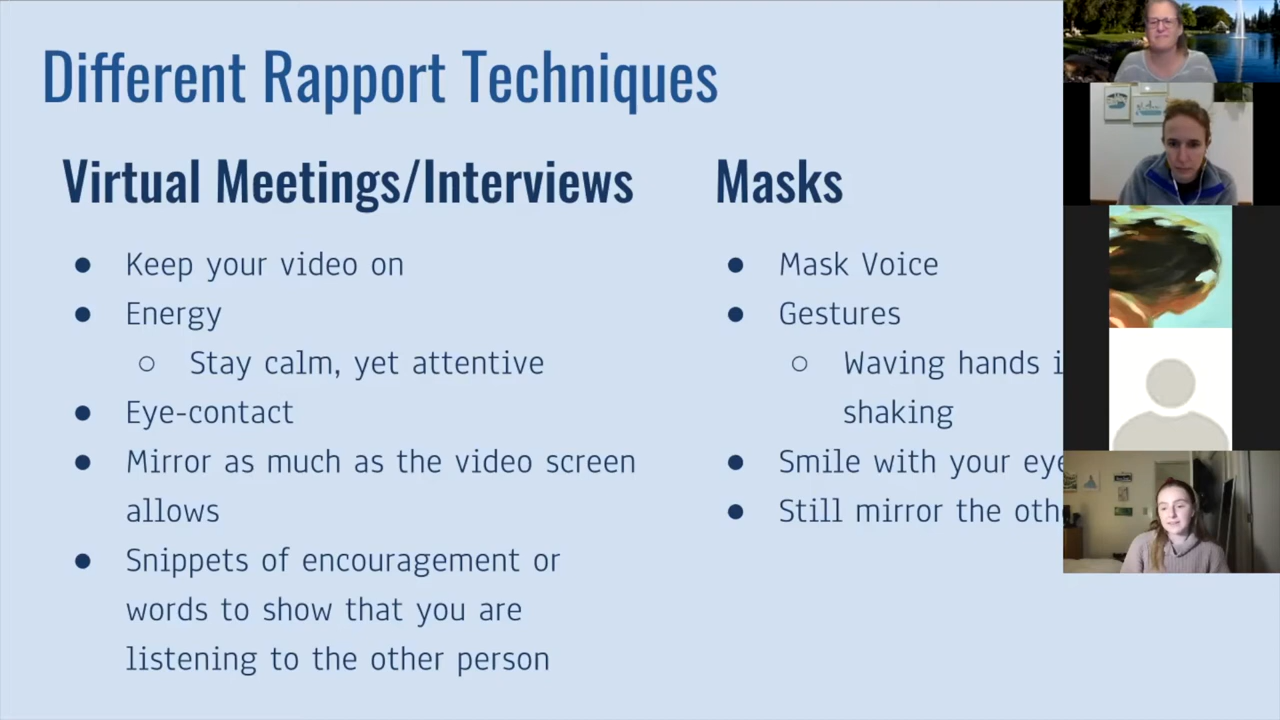 Different Rapport Techniques
Virtual Meetings/Interviews
● Keep your video on
● Energy
○ Stay calm, yet attentive
● Eye-contact
● Mirror as much as the video screen
allows
● Snippets of encouragement or
words to show that you are
listening to the other person
Masks
● Mask Voice
● Gestures
○ Waving hands
shaking
● Smile with your
● Still mirror the